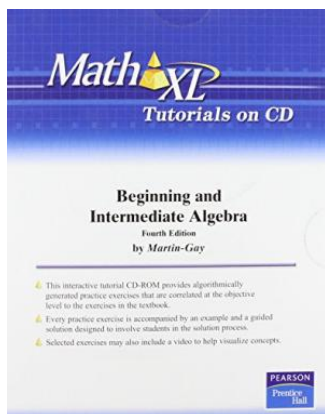 Math XL
Tutorials on CD
Beginning and
Intermediate Algebra
Fourth Edition
by Martin-Gay
This interactive tutorial CD-ROM provides algorithmically
generated practice exercises that are correlated at the objective
level to the exercises in the textbook.
Every practice exercise is accompanied by an example and a guided
solution designed to involve students in the solution process.
Selected exercises may also include a video to help visualize concepts.
PEARSON
Prentice
Hall